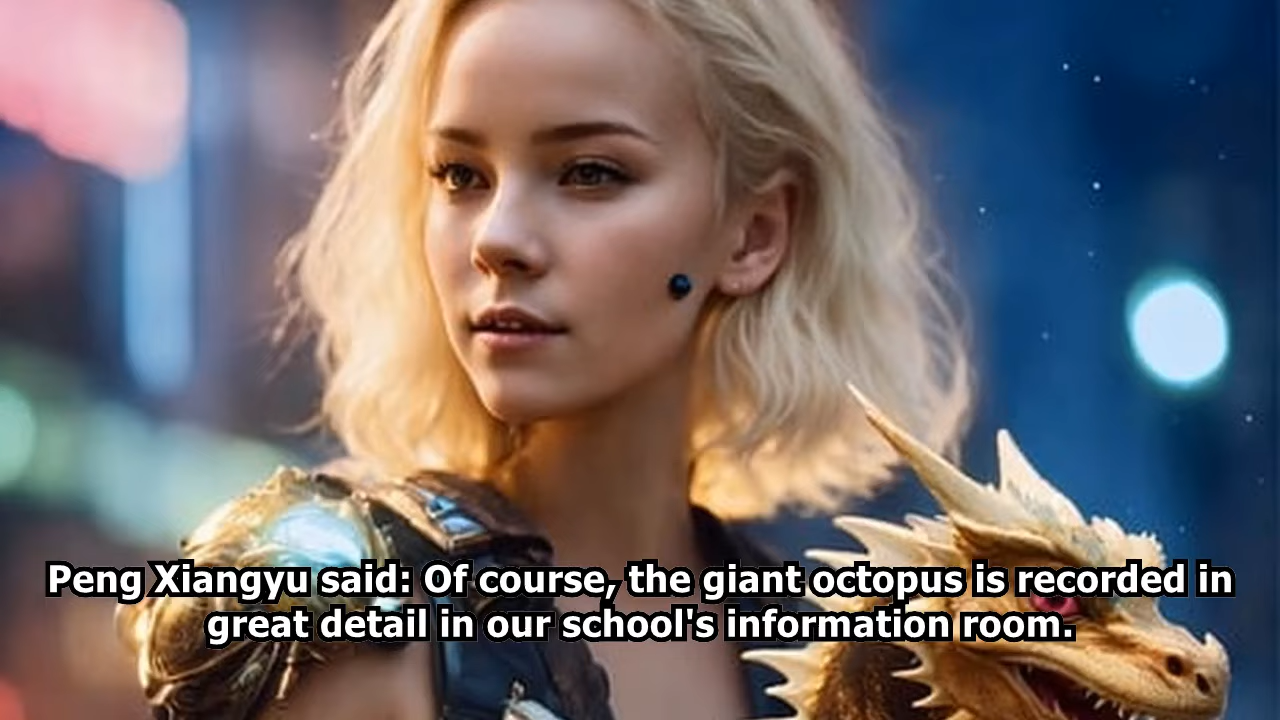 Peng Xiangyu said: Of course, the giant octopus is recorded in
great detail in our school's information room.